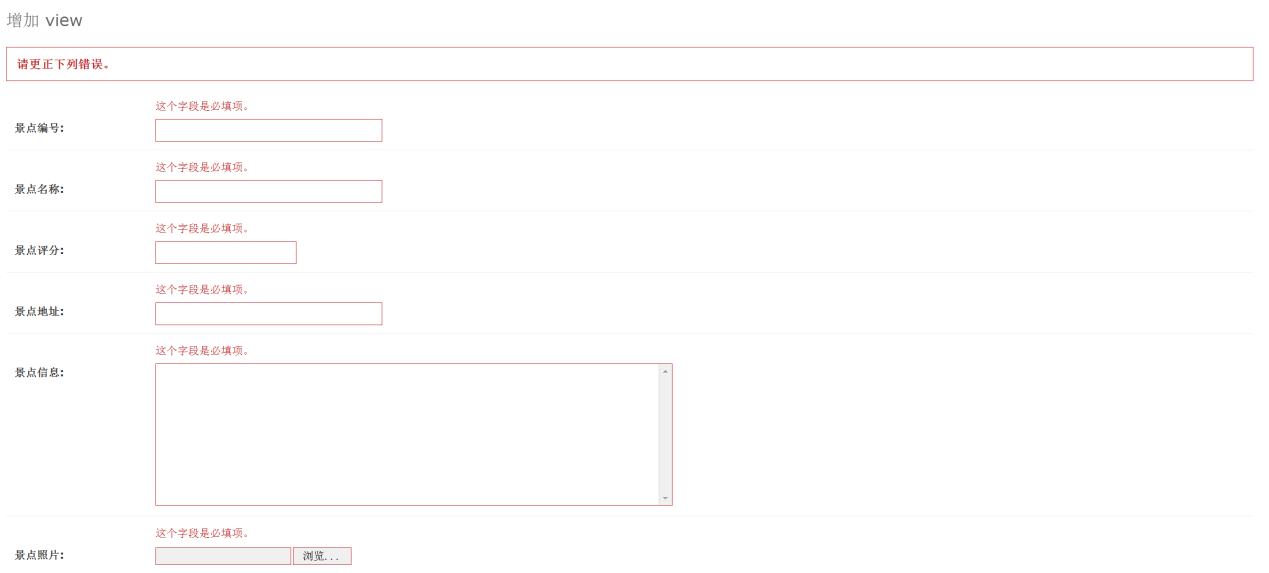 增加 view
请更正下列错误。
这个字段是必填项。
景点编号:
这个字段是必填项。
景点名称:
这个字段是必填项。
景点评分:
这个字段是必填项。
景点地址:
这个字段是必填项。
景点信息:
这个字段是必填项。
景点照片:
浏览...